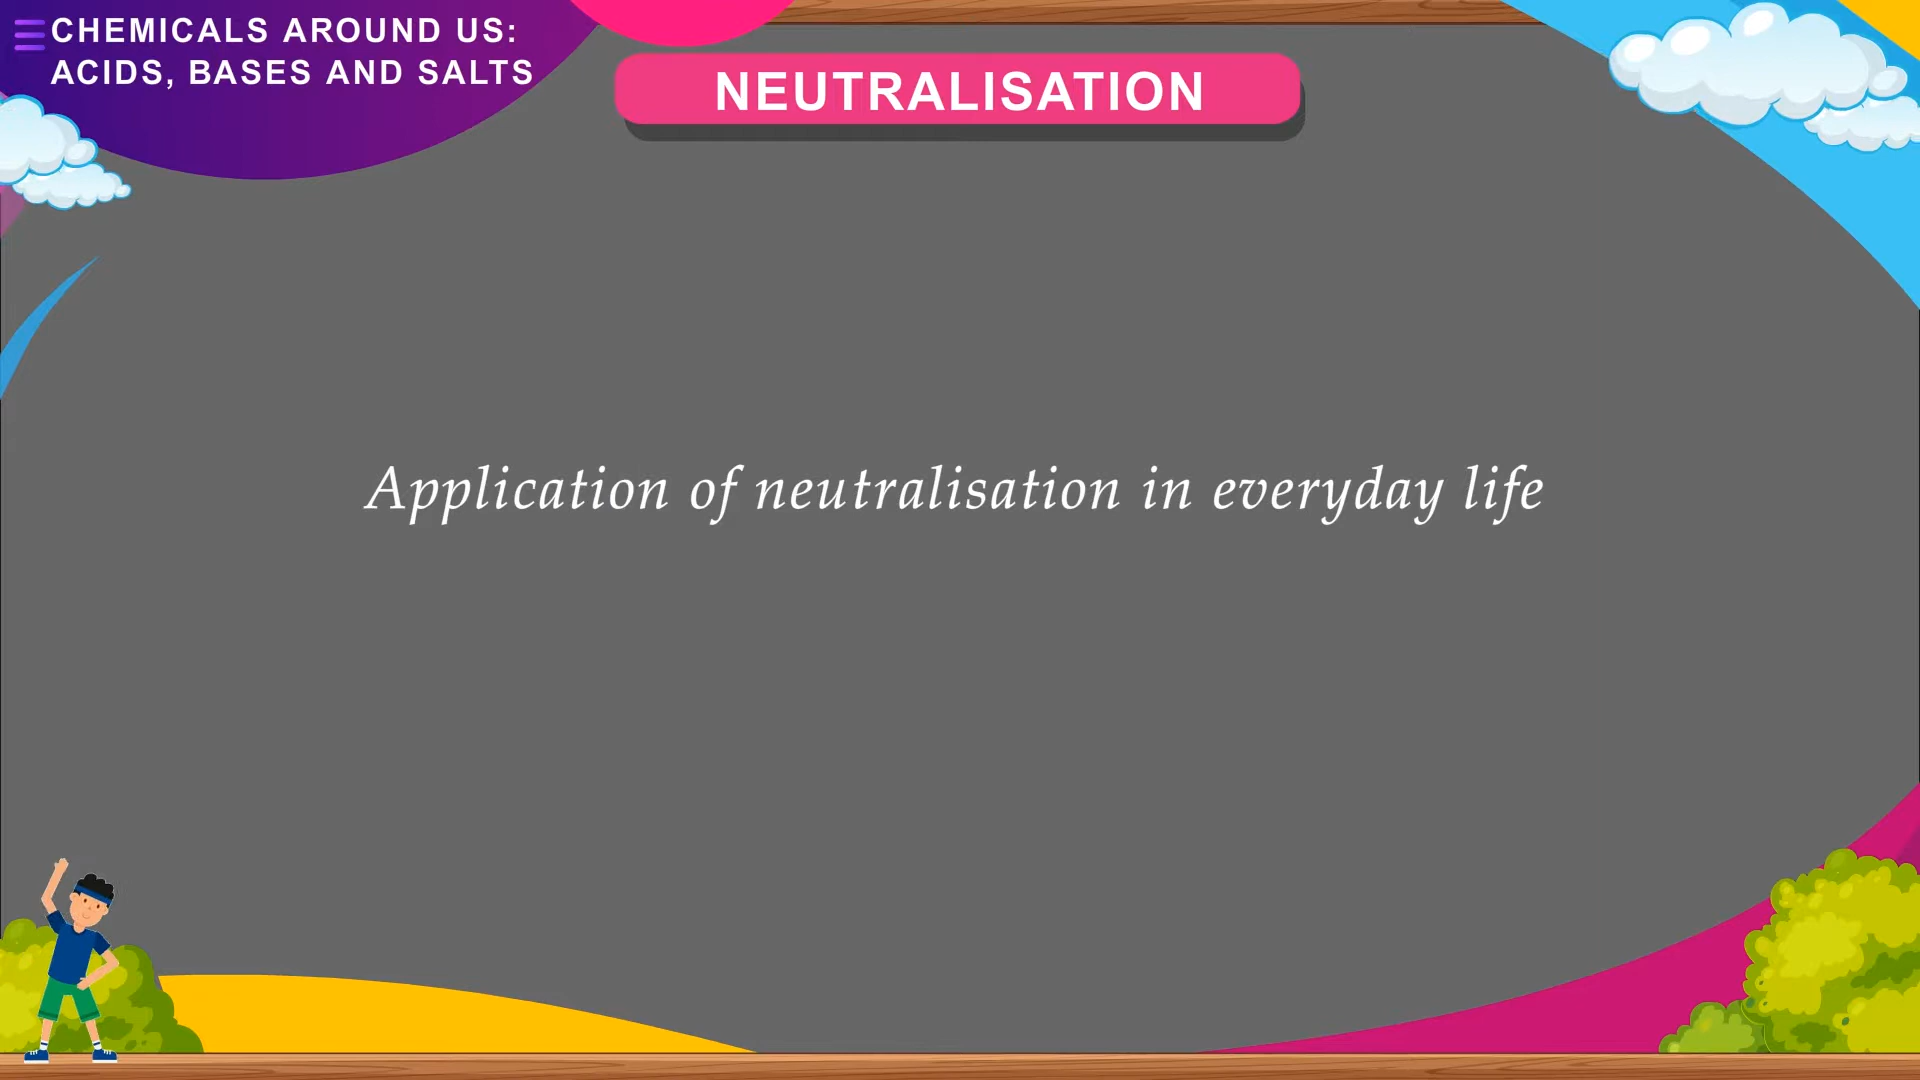 CHEMICALS AROUND US:
ACIDS, BASES AND SALTS
NEUTRALISATION
Application of neutralisation in everyday life